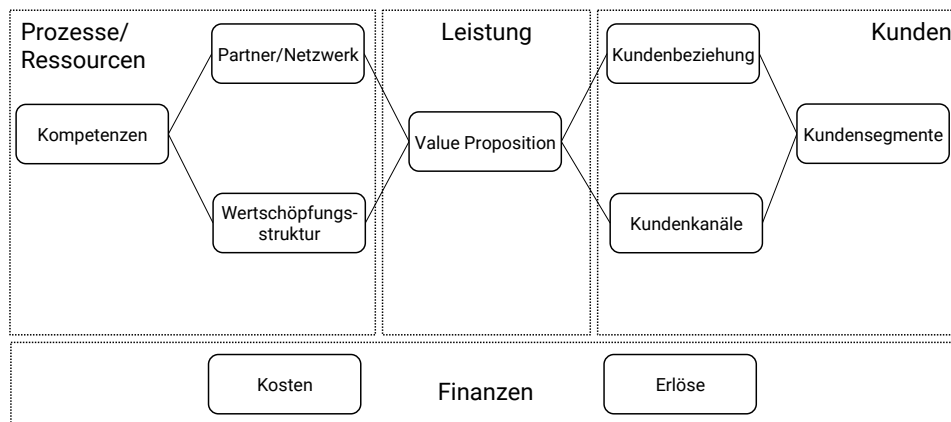 Prozesse/
Ressourcen
Partner/Netzwerk
Kompetenzen
Wertschöpfungs-
struktur
Leistung
Value Proposition
Kunden
Kundenbeziehung
Kundensegmente
Kundenkanäle
Kosten
Finanzen
Erlöse